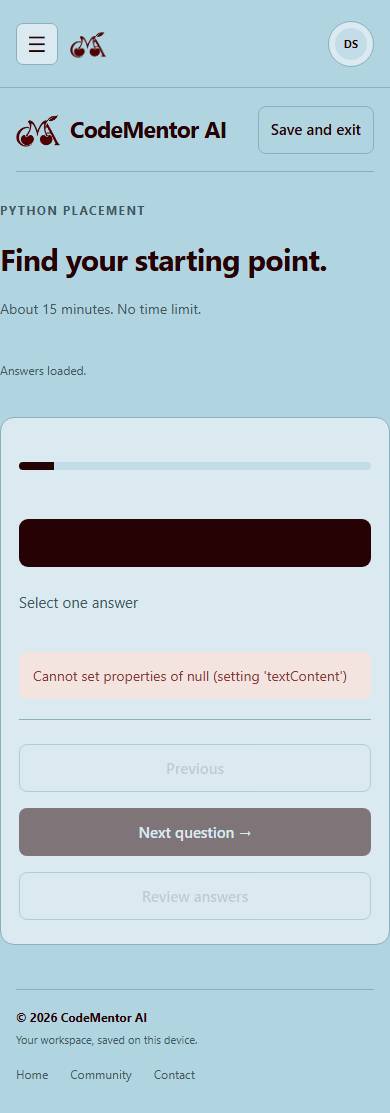 ☰
DS
CodeMentor AI
Save and exit
PYTHON PLACEMENT
Find your starting point.
About 15 minutes. No time limit.
Answers loaded.
Select one answer
Cannot set properties of null (setting 'textContent')
Previous
Next question →
Review answers
© 2026 CodeMentor AI
Your workspace, saved on this device.
Home Community Contact